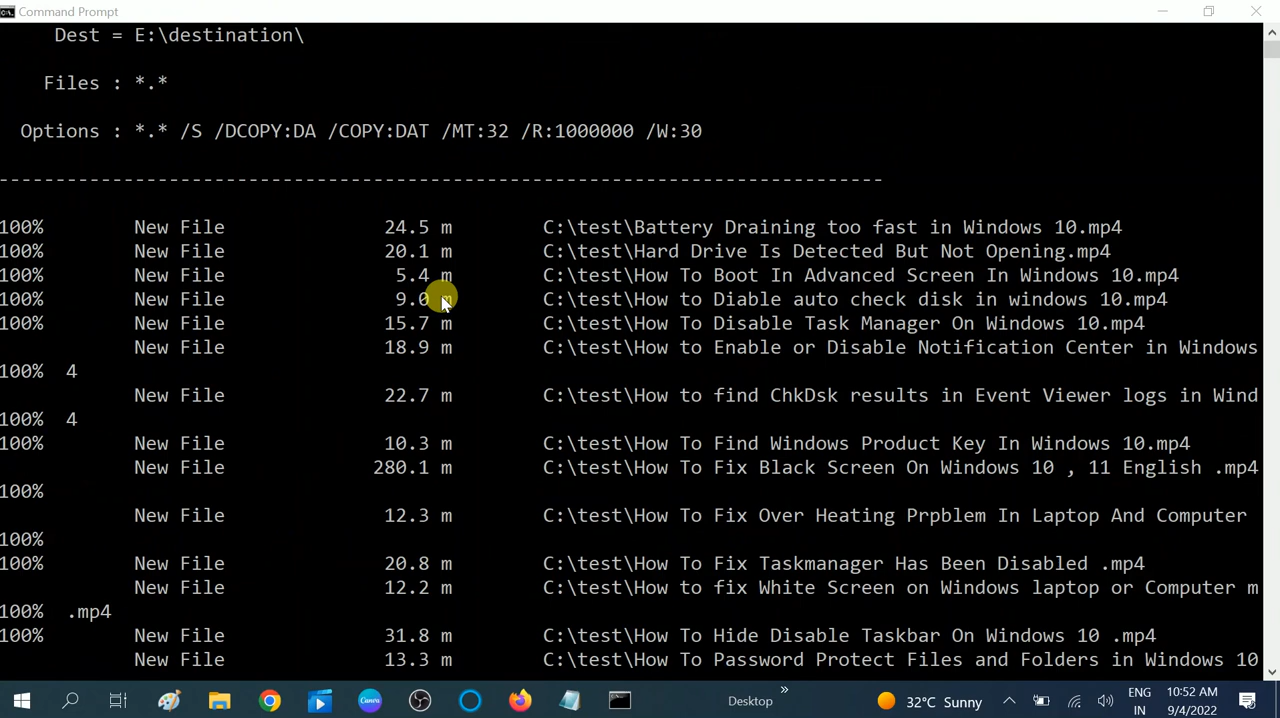 Command Prompt
Dest = E:\destination\
Files : *.*
Options : *.* /S /DCOPY:DA /COPY:DAT /MT:32 /R:1000000 /W:30
------------------------------------------------------------------------------
100% New File 24.5 m C:\test\Battery Draining too fast in Windows 10.mp4
100% New File 20.1 m C:\test\Hard Drive Is Detected But Not Opening.mp4
100% New File 5.4 m C:\test\How To Boot In Advanced Screen In Windows 10.mp4
100% New File 9.0 m C:\test\How to Diable auto check disk in windows 10.mp4
100% New File 15.7 m C:\test\How To Disable Task Manager On Windows 10.mp4
New File 18.9 m C:\test\How to Enable or Disable Notification Center in Windows
100% 4
New File 22.7 m C:\test\How to find ChkDsk results in Event Viewer logs in Wind
100% 4
100% New File 10.3 m C:\test\How To Find Windows Product Key In Windows 10.mp4
New File 280.1 m C:\test\How To Fix Black Screen On Windows 10 , 11 English .mp4
100%
New File 12.3 m C:\test\How To Fix Over Heating Prpblem In Laptop And Computer
100%
100% New File 20.8 m C:\test\How To Fix Taskmanager Has Been Disabled .mp4
New File 12.2 m C:\test\How to fix White Screen on Windows laptop or Computer m
100% .mp4
100% New File 31.8 m C:\test\How To Hide Disable Taskbar On Windows 10 .mp4
New File 13.3 m C:\test\How To Password Protect Files and Folders in Windows 10
Canva
Desktop
»
32°C Sunny
ENG
IN
10:52 AM
9/4/2022